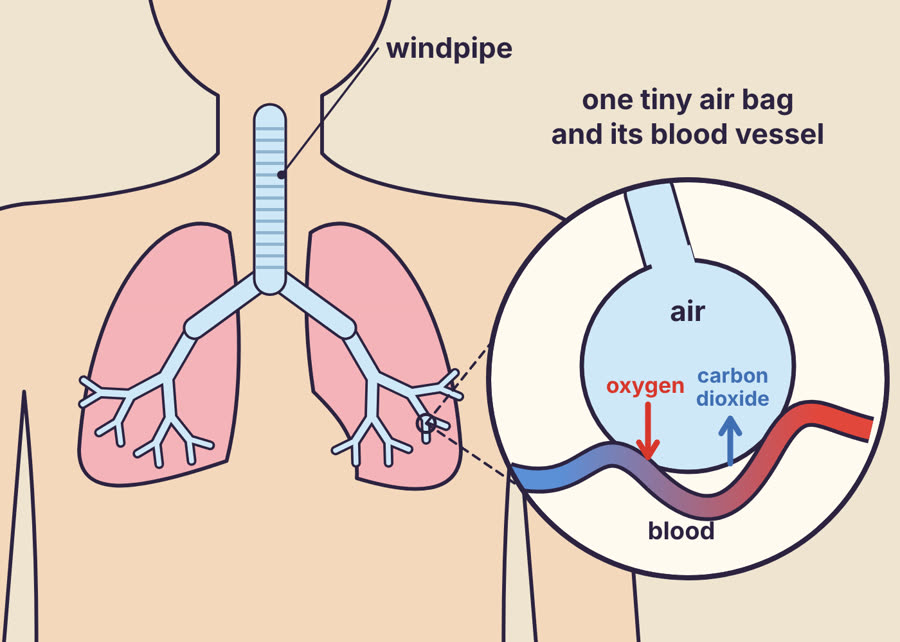 windpipe
one tiny air bag
and its blood vessel
air
oxygen
carbon
dioxide
blood